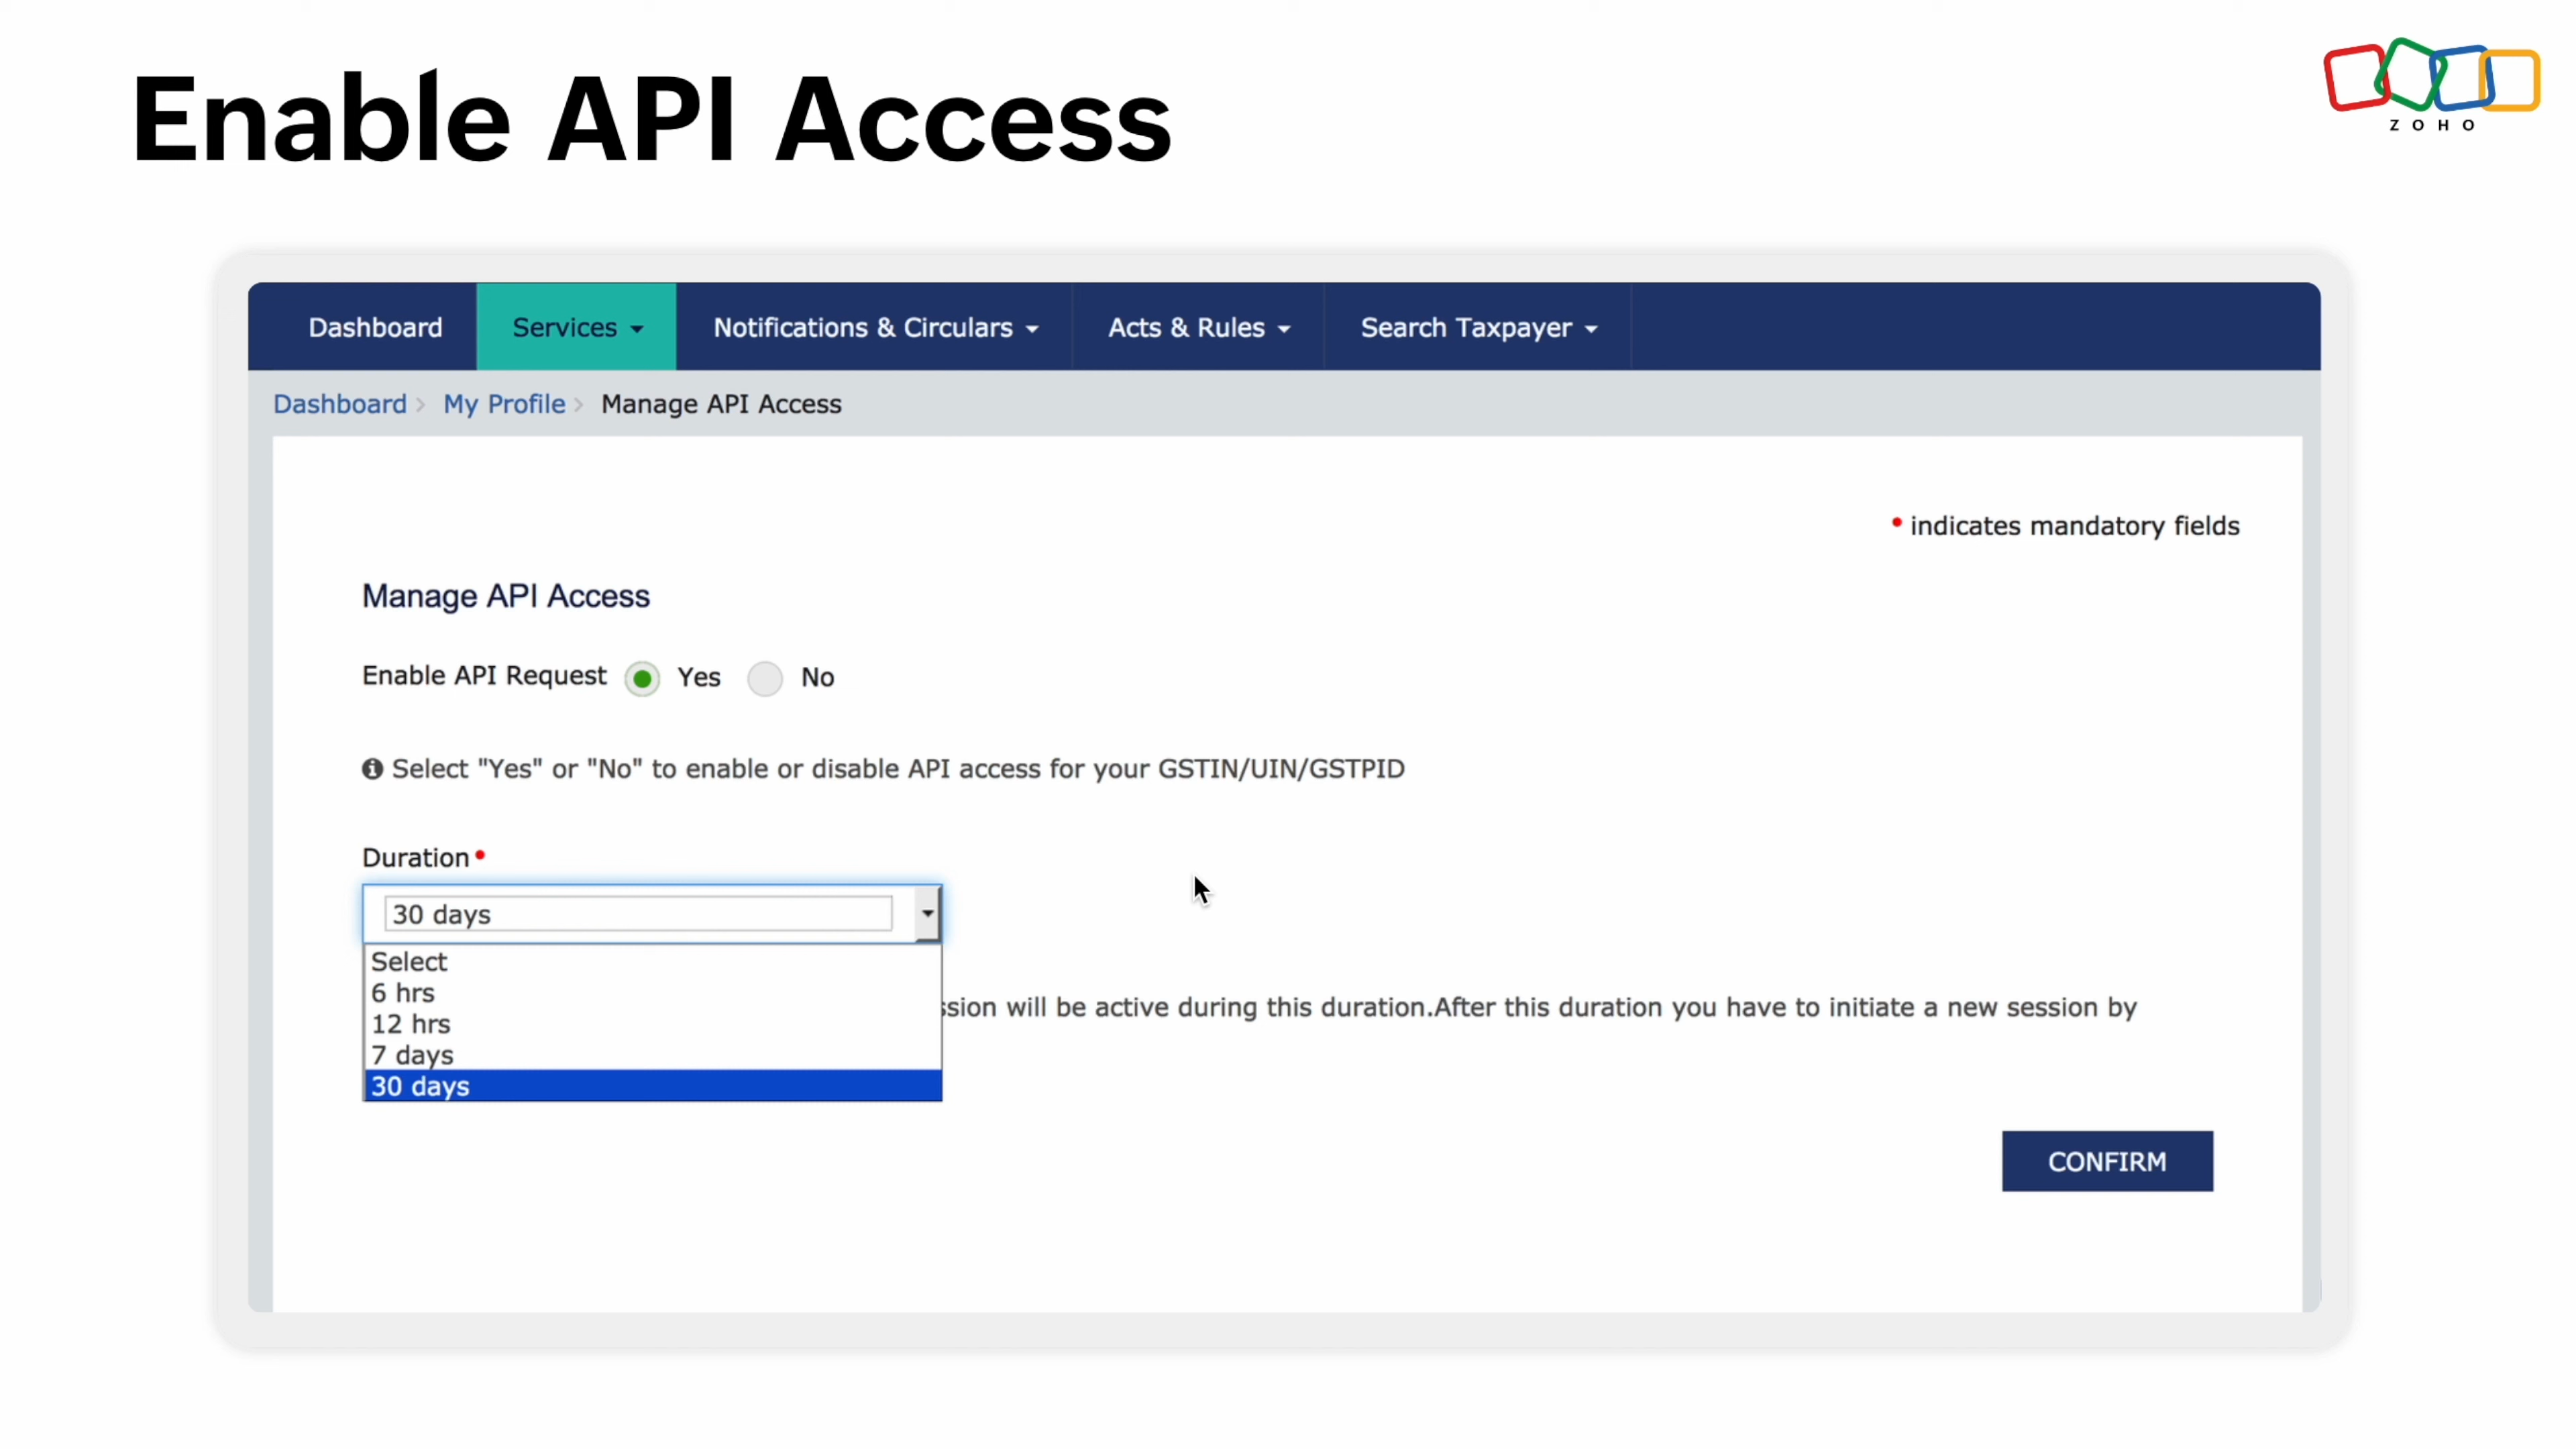 Enable API Access
ZOHO
Dashboard Services Notifications & Circulars Acts & Rules Search Taxpayer
Dashboard > My Profile > Manage API Access
• indicates mandatory fields
Manage API Access
Enable API Request Yes No
Select "Yes" or "No" to enable or disable API access for your GSTIN/UIN/GSTPID
Duration •
30 days
Select
6 hrs
12 hrs
will be active during this duration.After this duration you have to initiate a new session by
7 days
30 days
CONFIRM